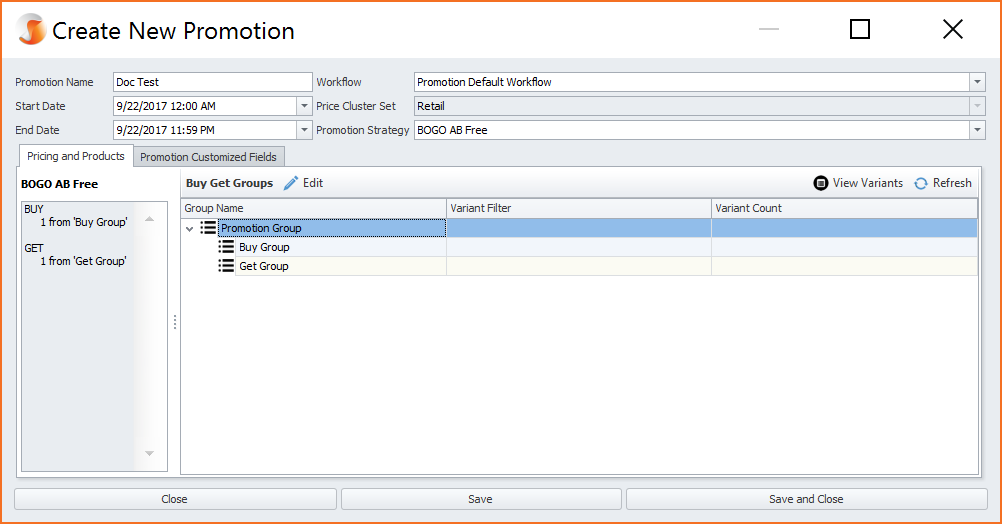 Create New Promotion
Promotion Name Doc Test Workflow Promotion Default Workflow
Start Date 9/22/2017 12:00 AM Price Cluster Set Retail
End Date 9/22/2017 11:59 PM Promotion Strategy BOGO AB Free
Pricing and Products Promotion Customized Fields
BOGO AB Free
BUY
1 from 'Buy Group'
GET
1 from 'Get Group'
Buy Get Groups Edit View Variants Refresh
Group Name Variant Filter Variant Count
Promotion Group
Buy Group
Get Group
Close Save Save and Close